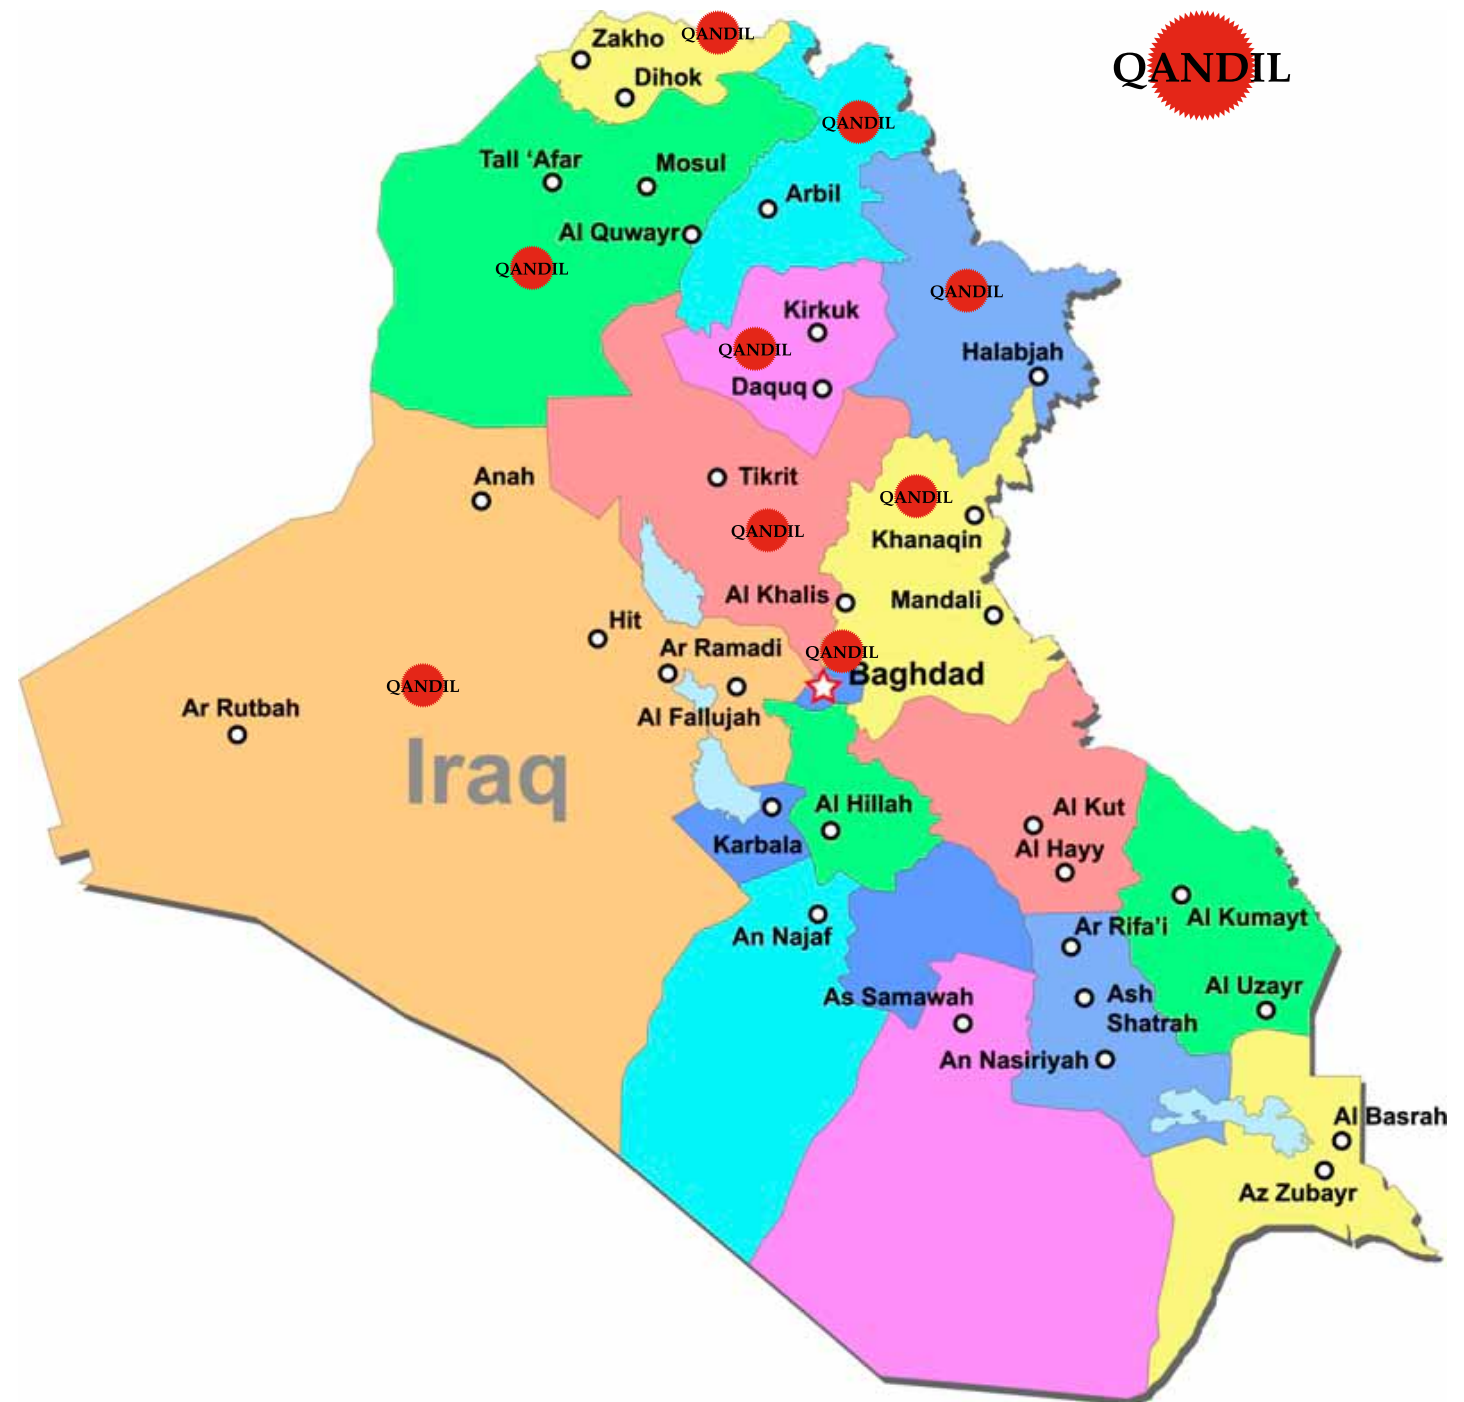 QANDIL
Zakho
QANDIL
Dihok
QANDIL
Tall ‘Afar
Mosul
Arbil
Al Quwayr
QANDIL
QANDIL
Kirkuk
QANDIL
Halabjah
Daquq
Anah
Tikrit
QANDIL
QANDIL
Khanaqin
Al Khalis
Mandali
Hit
Ar Ramadi
QANDIL
Baghdad
QANDIL
Ar Rutbah
Al Fallujah
Iraq
Al Hillah
Al Kut
Karbala
Al Hayy
An Najaf
Ar Rifa’i
Al Kumayt
As Samawah
Ash
Shatrah
Al Uzayr
An Nasiriyah
Al Basrah
Az Zubayr